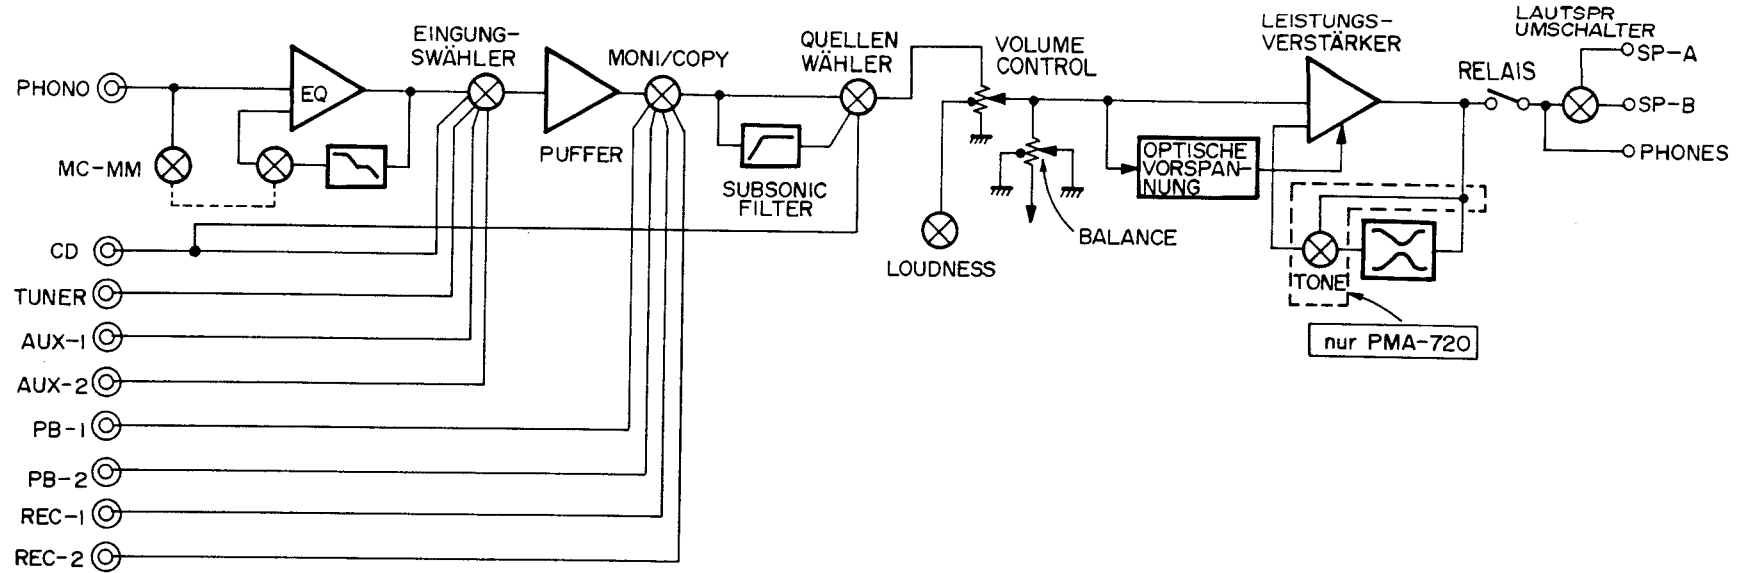 PHONO
EQ
MC-MM
EINGUNG-
SWÄHLER
PUFFER
MONI/COPY
SUBSONIC
FILTER
QUELLEN
WÄHLER
VOLUME
CONTROL
LOUDNESS
BALANCE
OPTISCHE
VORSPAN-
NUNG
LEISTUNGS-
VERSTÄRKER
RELAIS
LAUTSPR
UMSCHALTER
SP-A
SP-B
PHONES
TONE
nur PMA-720
CD
TUNER
AUX-1
AUX-2
PB-1
PB-2
REC-1
REC-2